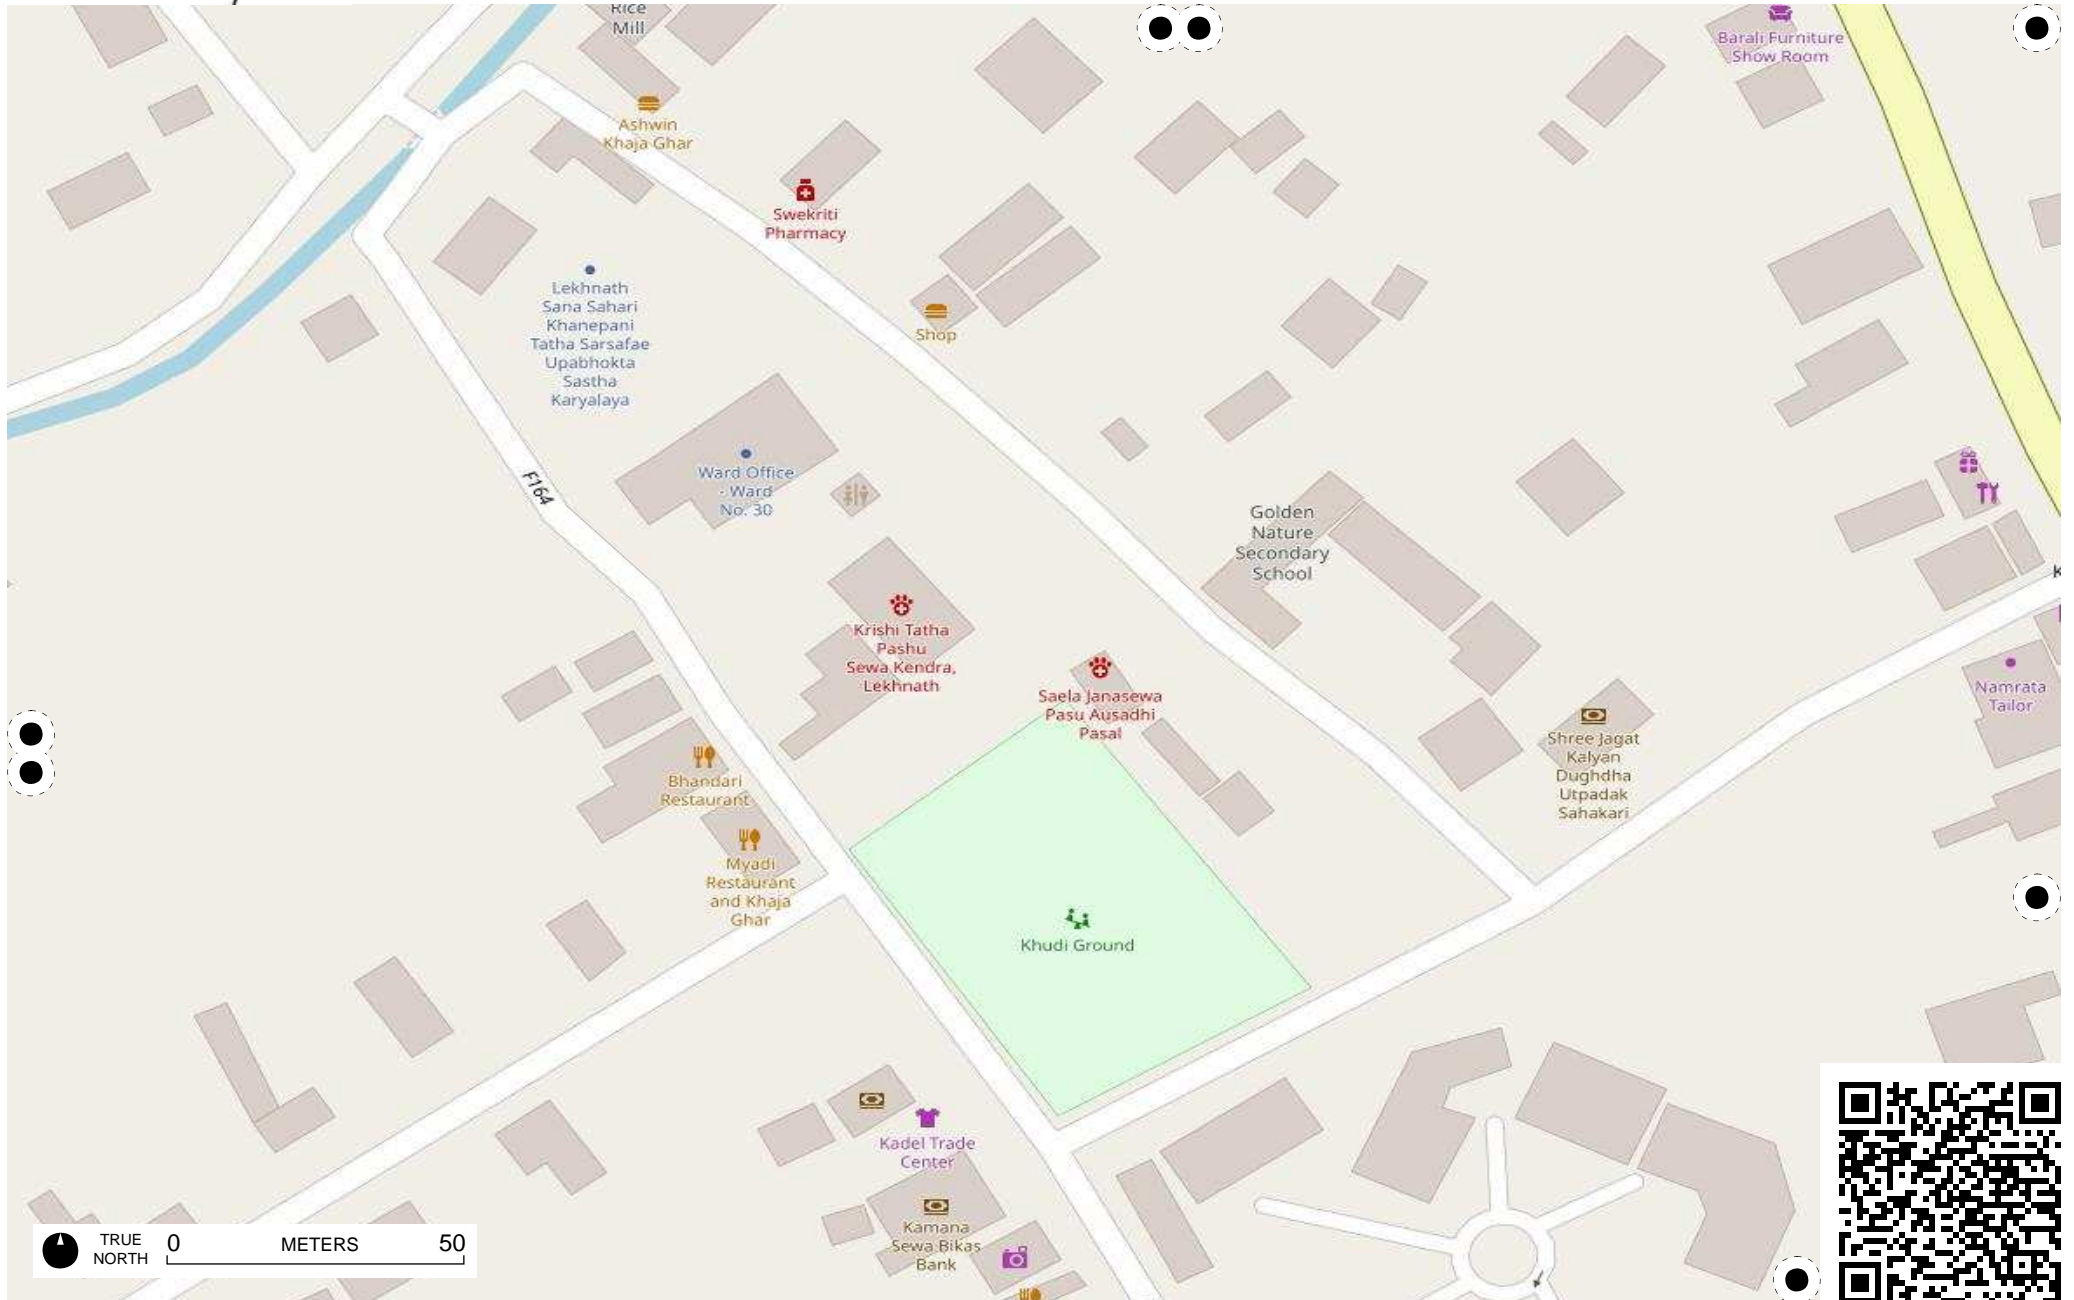 Rice
Mill
Barali Furniture
Show Room
Ashwin
Khaja Ghar
Swekriti
Pharmacy
Lekhnath
Sana Sahari
Khanepani
Tatha Sarsafae
Upabhokta
Sastha
Karyalaya
Shop
F164
Ward Office
- Ward
No. 30
Golden
Nature
Secondary
School
K
Krishi Tatha
Pashu
Sewa Kendra,
Lekhnath
Saela Janasewa
Pasu Ausadhi
Pasal
Namrata
Tailor
Shree Jagat
Kalyan
Dughdha
Utpadak
Sahakari
Bhandari
Restaurant
Myadi
Restaurant
and Khaja
Ghar
Khudi Ground
Kadel Trade
Center
Kamana
Sewa Bikas
Bank
TRUE
NORTH
0 METERS 50